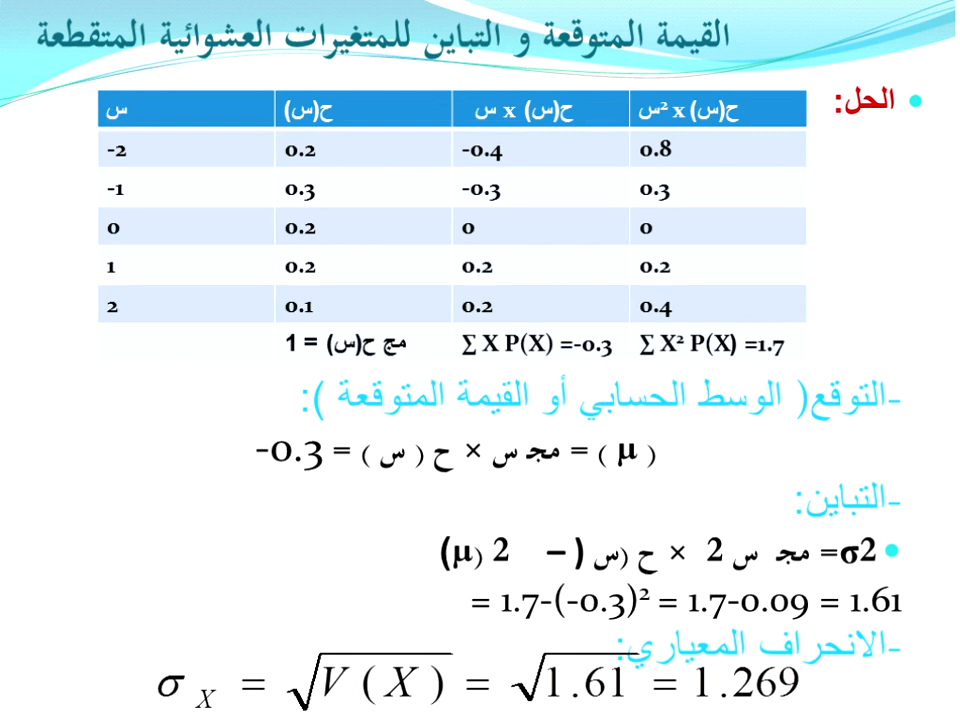 القيمة المتوقعة و التباين للمتغيرات العشوائية المتقطعة
• الحل:
س ح(س) س x ح(س) س² x ح(س)
-2 0.2 -0.4 0.8
-1 0.3 -0.3 0.3
0 0.2 0 0
1 0.2 0.2 0.2
2 0.1 0.2 0.4
مج ح(س) = 1 ∑ X P(X) =-0.3 ∑ X² P(X) =1.7
-التوقع( الوسط الحسابي أو القيمة المتوقعة ):
( µ ) = مجـ س × ح ( س ) = -0.3
-التباين:
• σ2= مجـ س 2 × ح (س ) – 2 (µ)
= 1.7-(-0.3)² = 1.7-0.09 = 1.61
-الانحراف المعياري:
σ X = √V ( X ) = √1.61 = 1.269